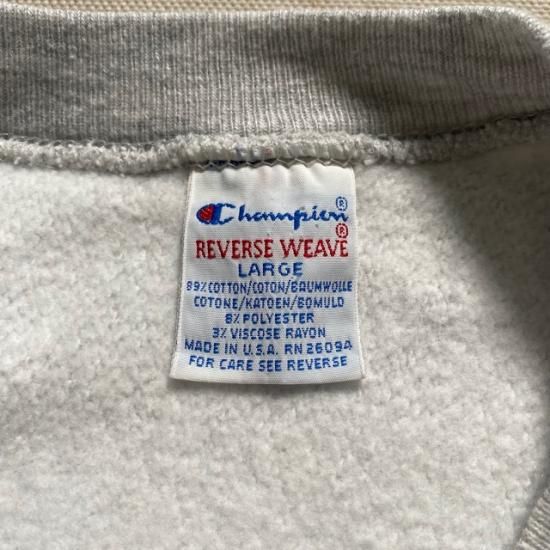 Champion®
REVERSE WEAVE®
LARGE
89% COTTON/COTON/BAUMWOLLE
COTONE/KATOEN/BOMULD
8% POLYESTER
3% VISCOSE RAYON
MADE IN U.S.A. RN 26094
FOR CARE SEE REVERSE